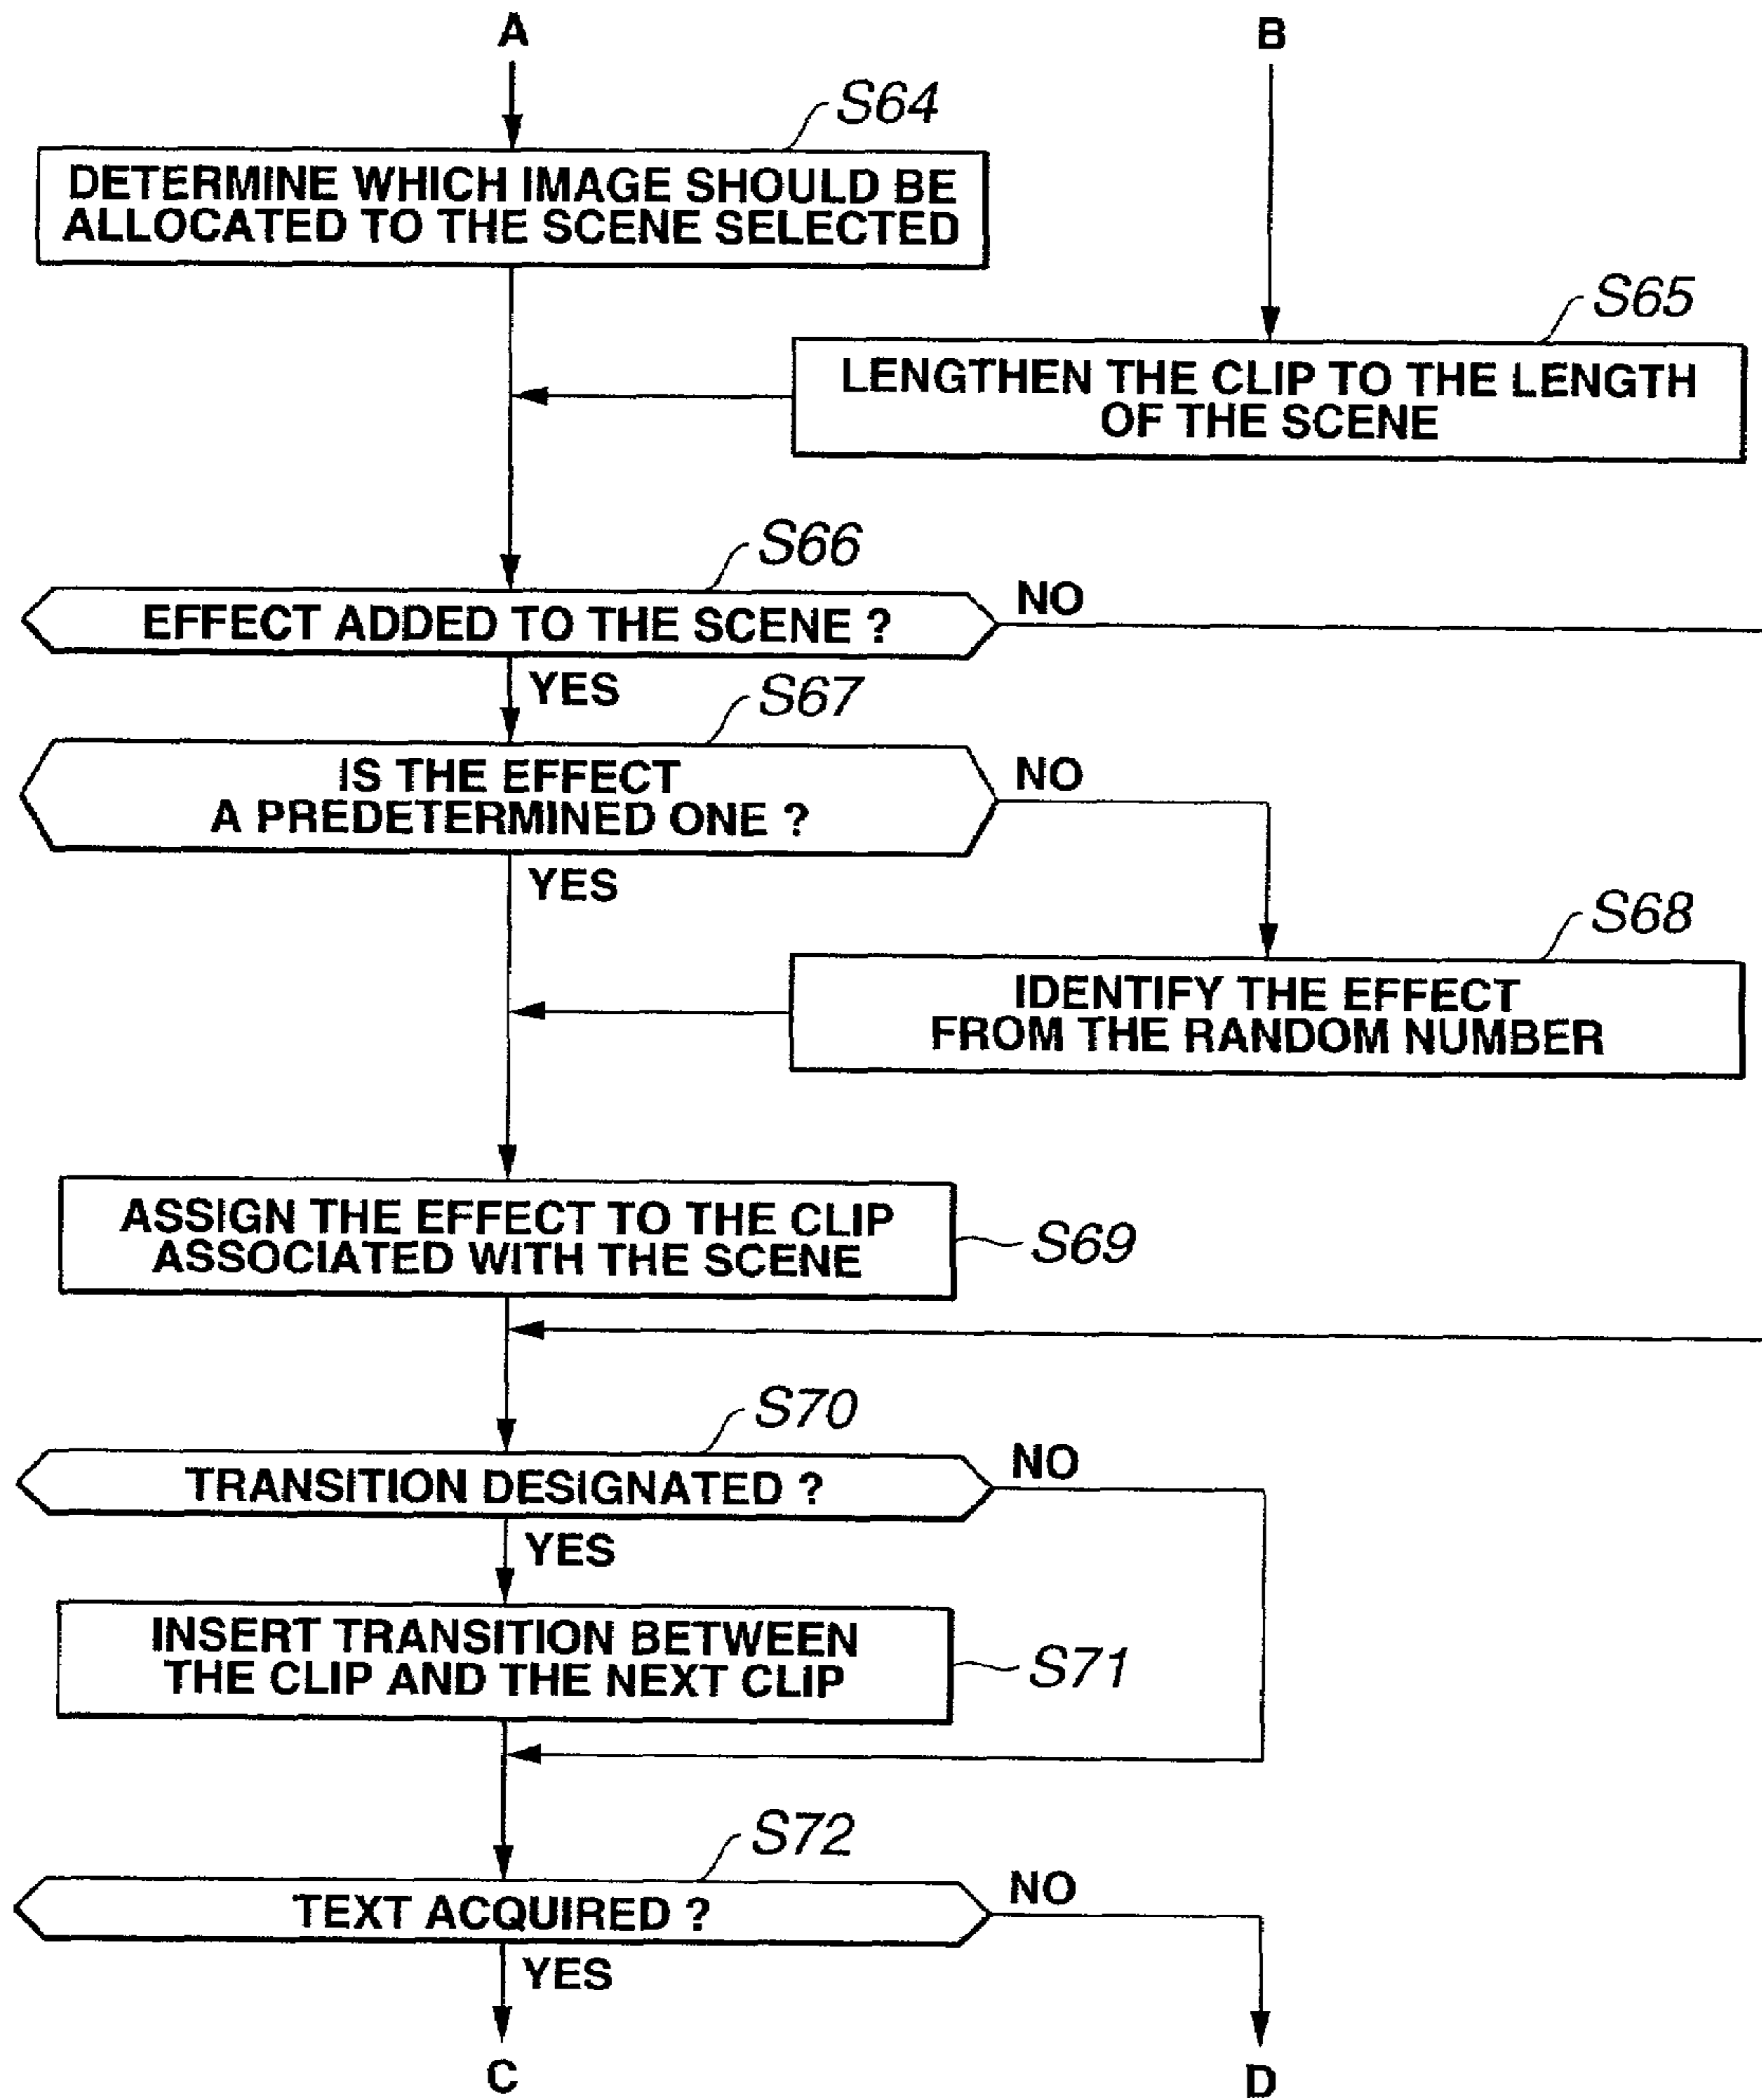 A
B
S64
DETERMINE WHICH IMAGE SHOULD BE
ALLOCATED TO THE SCENE SELECTED
S65
LENGTHEN THE CLIP TO THE LENGTH
OF THE SCENE
S66
EFFECT ADDED TO THE SCENE ?
NO
YES
S67
IS THE EFFECT
A PREDETERMINED ONE ?
NO
YES
S68
IDENTIFY THE EFFECT
FROM THE RANDOM NUMBER
ASSIGN THE EFFECT TO THE CLIP
ASSOCIATED WITH THE SCENE
S69
S70
TRANSITION DESIGNATED ?
NO
YES
INSERT TRANSITION BETWEEN
THE CLIP AND THE NEXT CLIP
S71
S72
TEXT ACQUIRED ?
NO
YES
C
D